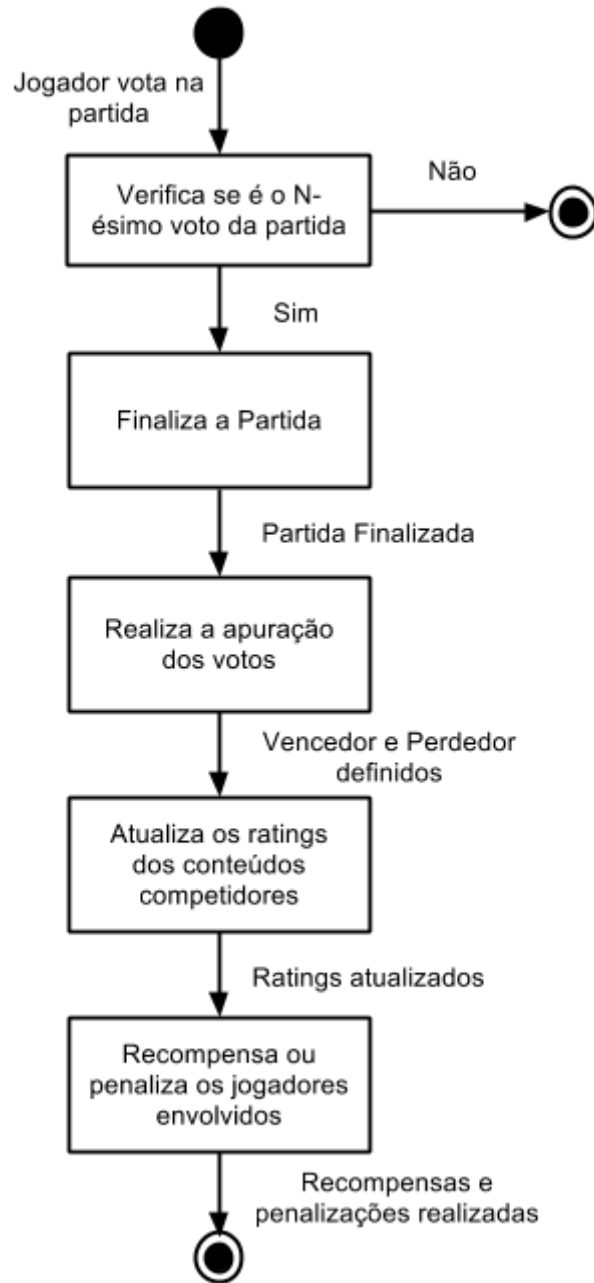 Jogador vota na
partida
Verifica se é o N-
ésimo voto da partida
Não
Sim
Finaliza a Partida
Partida Finalizada
Realiza a apuração
dos votos
Vencedor e Perdedor
definidos
Atualiza os ratings
dos conteúdos
competidores
Ratings atualizados
Recompensa ou
penaliza os jogadores
envolvidos
Recompensas e
penalizações realizadas